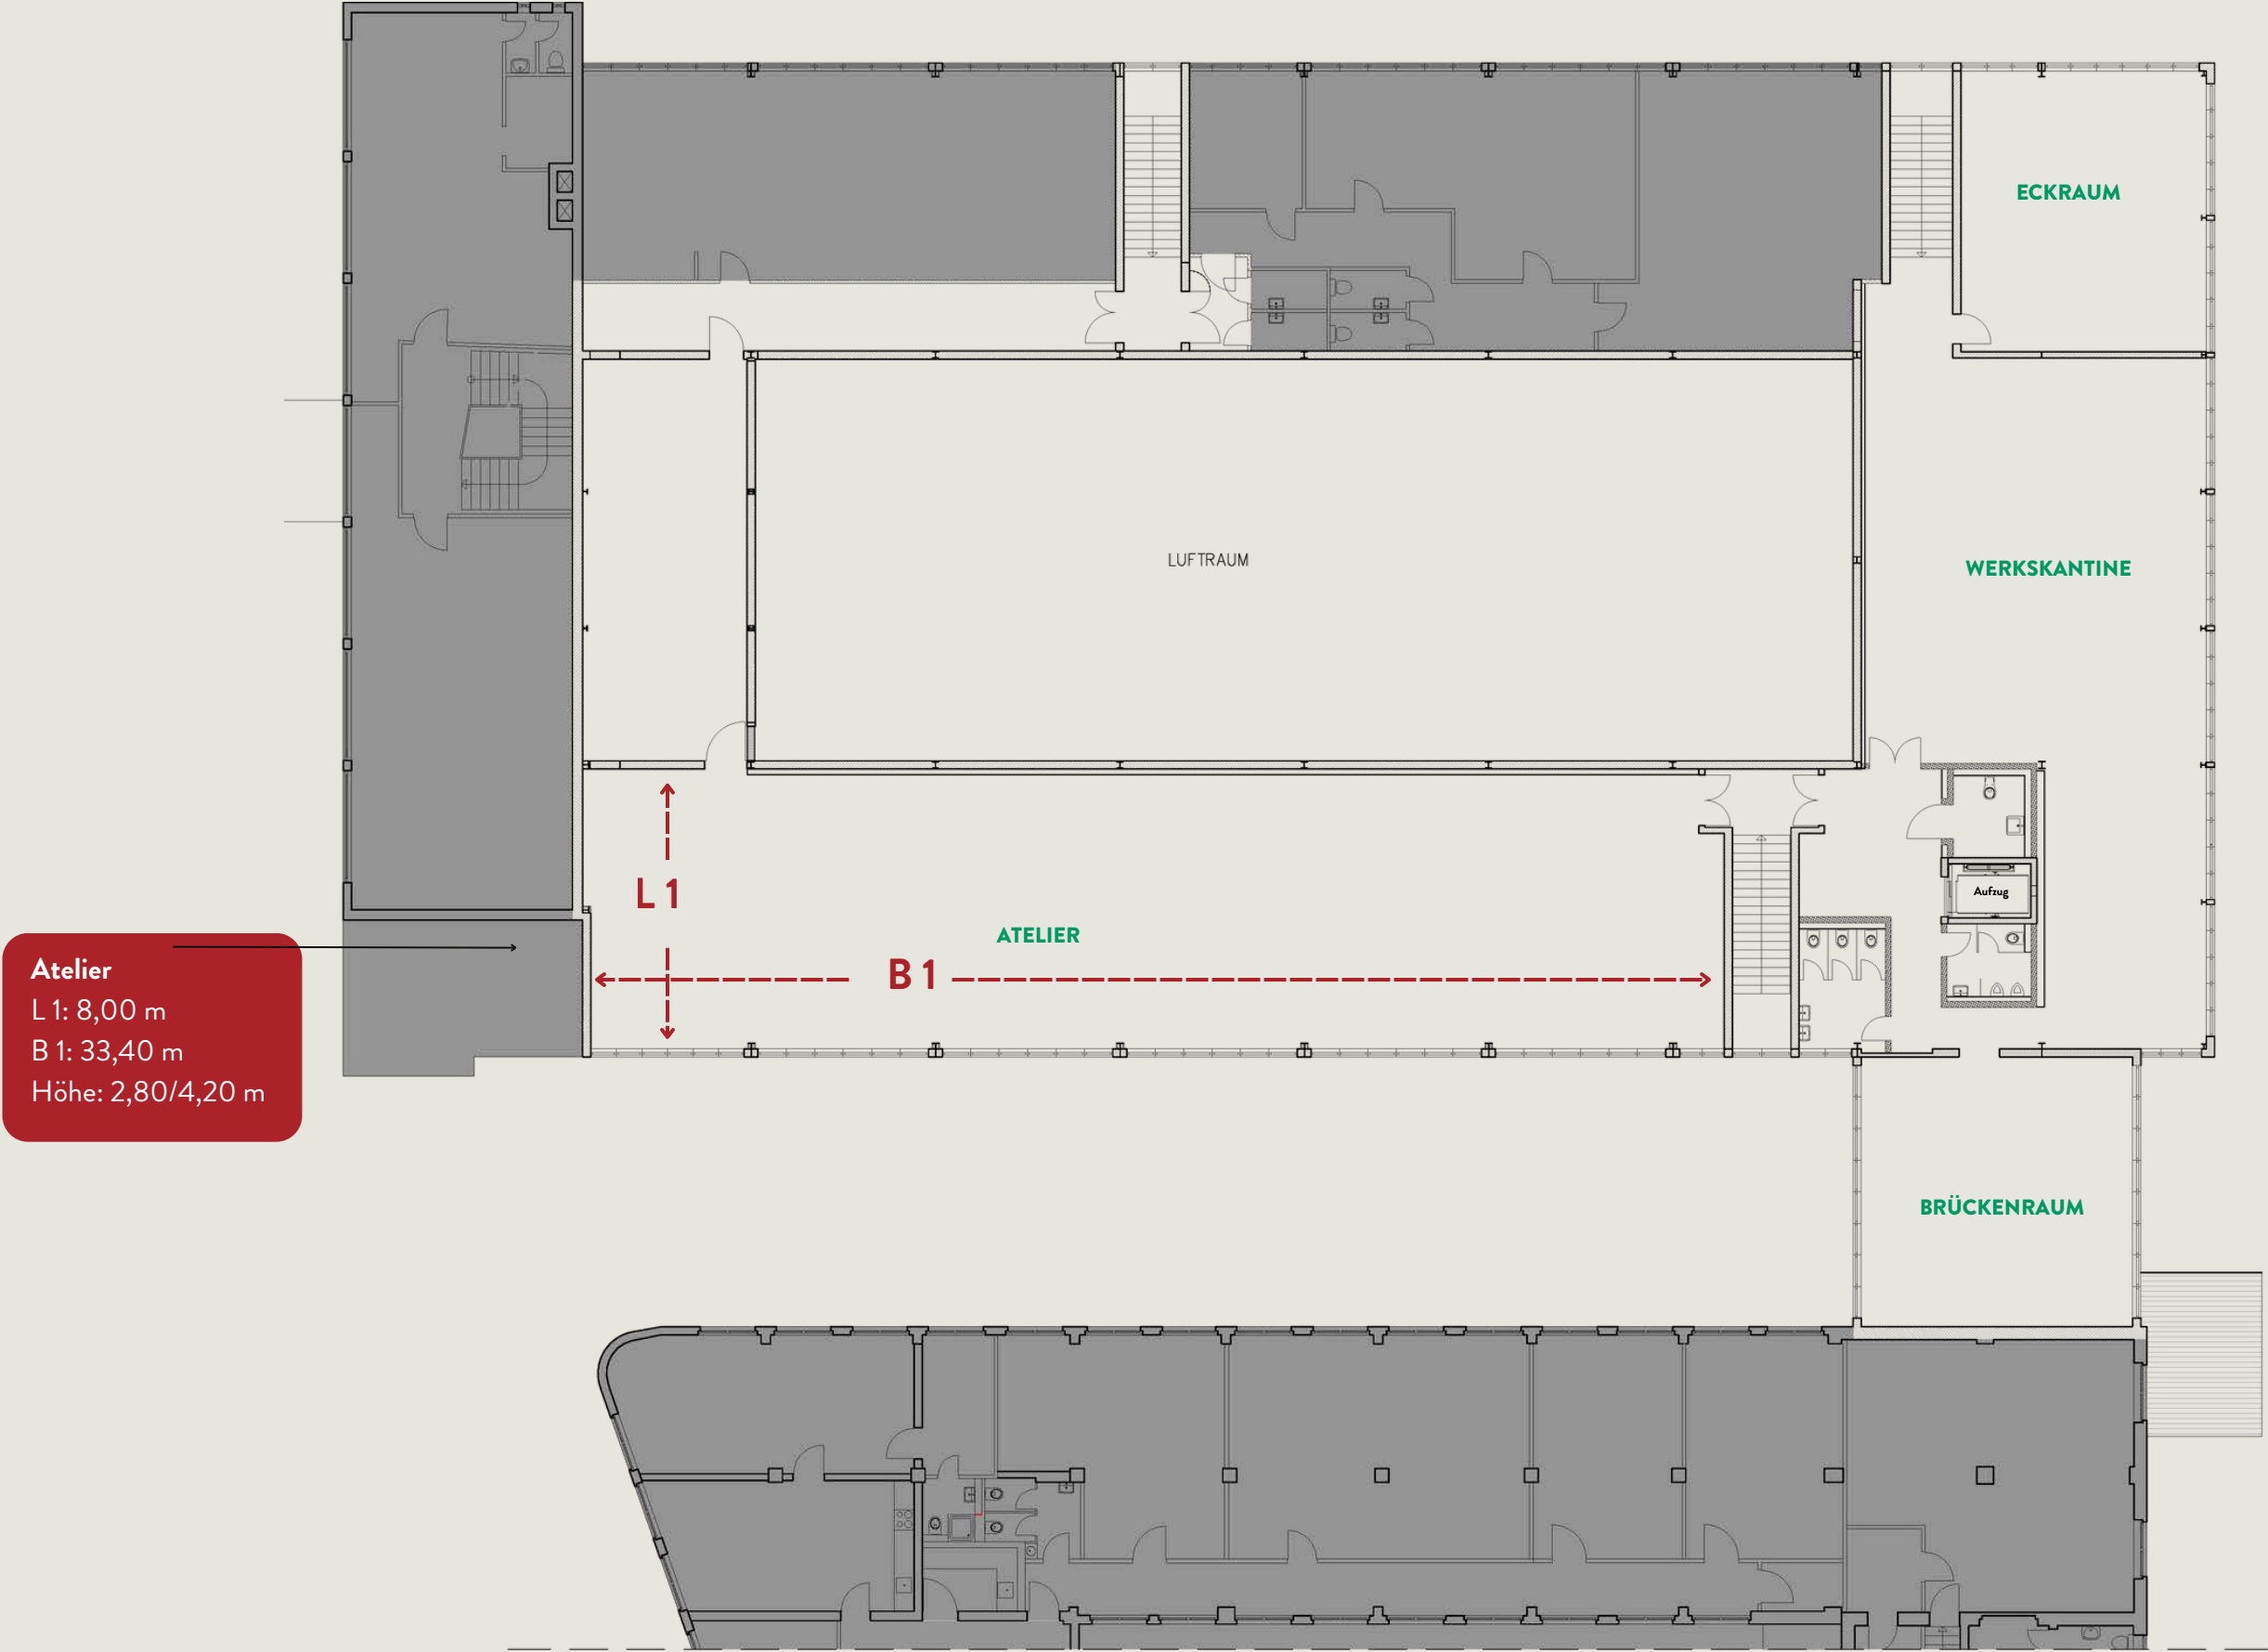 ECKRAUM
LUFTRAUM
WERKSKANTINE
L 1
Aufzug
ATELIER
B 1
Atelier
L 1: 8,00 m
B 1: 33,40 m
Höhe: 2,80/4,20 m
BRÜCKENRAUM